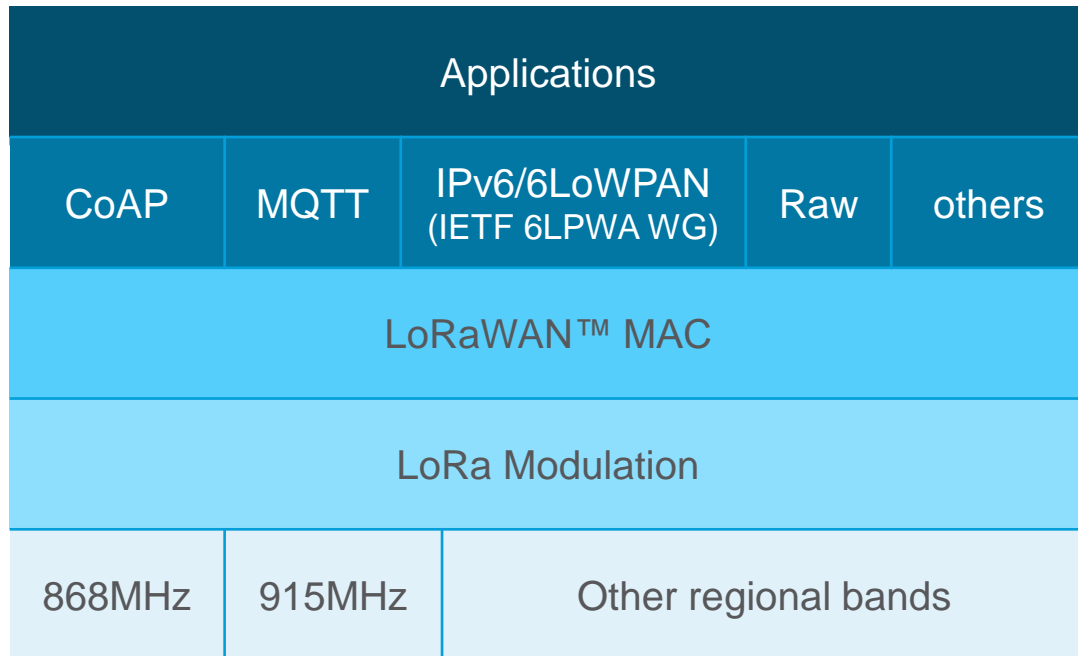 Applications
CoAP
MQTT
IPv6/6LoWPAN
(IETF 6LPWA WG)
Raw
others
LoRaWAN™ MAC
LoRa Modulation
868MHz
915MHz
Other regional bands